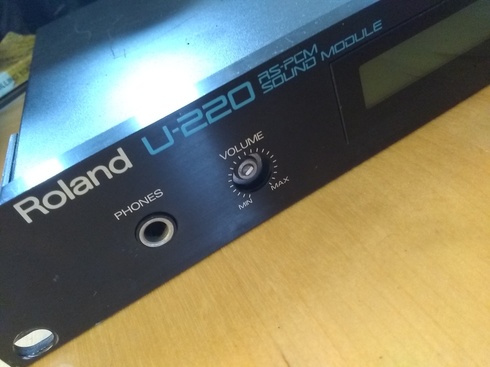 Roland U-220 RS-PCM
SOUND MODULE
PHONES
VOLUME
MIN MAX